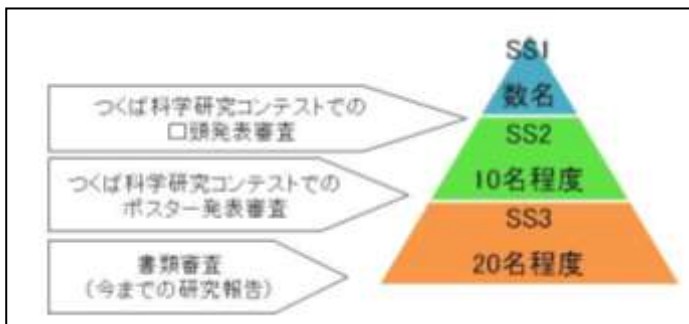 つくば科学研究コンテストでの
口頭発表審査
つくば科学研究コンテストでの
ポスター発表審査
書類審査
（今までの研究報告）
SS1
数名
SS2
10名程度
SS3
20名程度